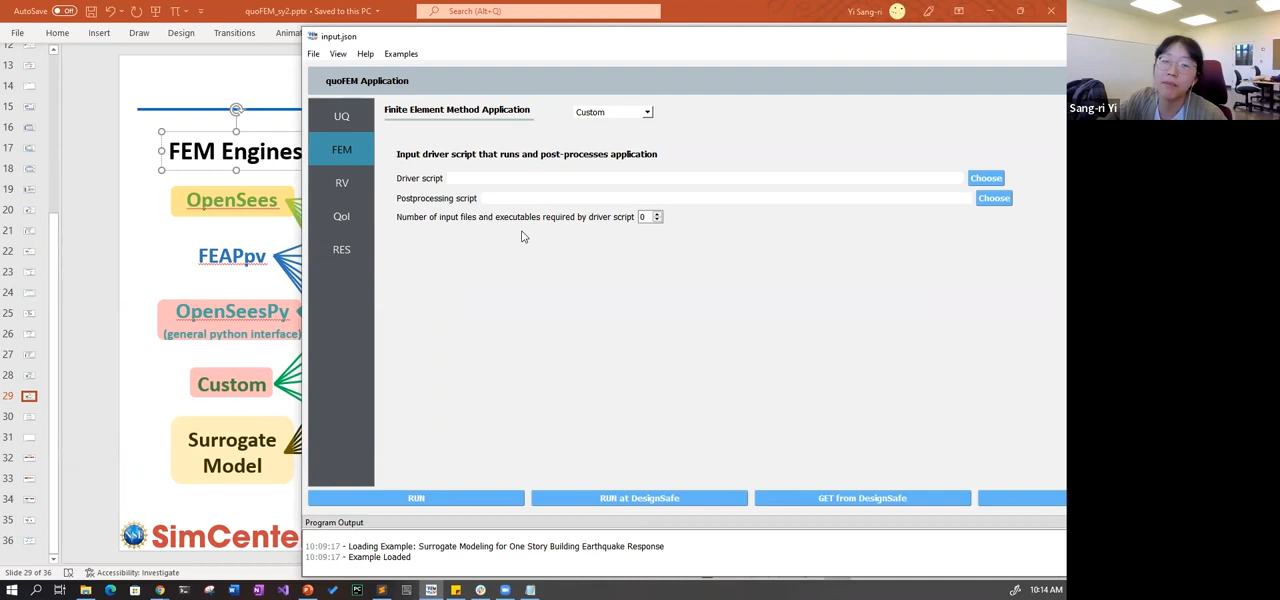 AutoSave Off
quoFEM_sy2.pptx • Saved to this PC
Search (Alt+Q)
Yi Sang-ri
File Home Insert Draw Design Transitions Animat
12
13
14
15
16
17
18
19
20
21
22
23
24
25
26
27
28
29
30
31
32
33
34
35
36
FEM Engines
OpenSees
FEAPpv
OpenSeesPy
(general python interface)
Custom
Surrogate
Model
SimCente
input.json
File View Help Examples
quoFEM Application
UQ
FEM
RV
QoI
RES
Finite Element Method Application
Custom
Input driver script that runs and post-processes application
Driver script
Choose
Postprocessing script
Choose
Number of input files and executables required by driver script 0
RUN
RUN at DesignSafe
GET from DesignSafe
Program Output
10:09:17 - Loading Example: Surrogate Modeling for One Story Building Earthquake Response
10:09:17 - Example Loaded
Slide 29 of 36
Accessibility: Investigate
10:14 AM
Sang-ri Yi